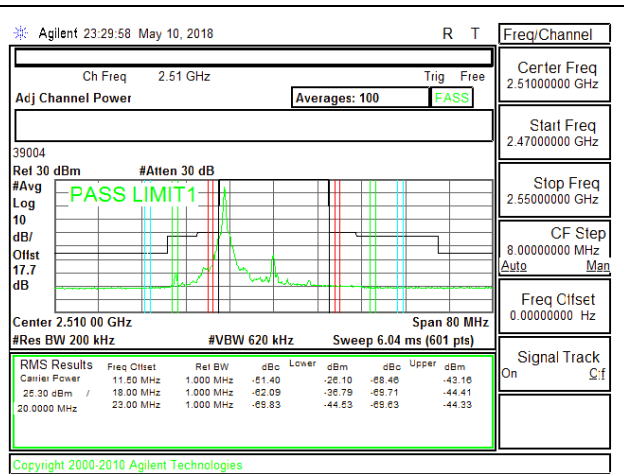 Agilent 23:29:58 May 10, 2018 R T
Ch Freq 2.51 GHz Trig Free
Adj Channel Power Averages: 100 PASS
39004
Ref 30 dBm #Atten 30 dB
#Avg
Log
10
dB/
Offst
17.7
dB
PASS LIMIT1
Center 2.510 00 GHz Span 80 MHz
#Res BW 200 kHz #VBW 620 kHz Sweep 6.04 ms (601 pts)
RMS Results Freq Offset Ref BW dBc Lower dBm dBc Upper dBm
Carrier Power 11.50 MHz 1.000 MHz -51.40 -26.10 -68.46 -43.16
25.30 dBm / 18.00 MHz 1.000 MHz -62.09 -36.79 -69.71 -44.41
20.0000 MHz 23.00 MHz 1.000 MHz -69.83 -44.53 -69.63 -44.33
Copyright 2000-2010 Agilent Technologies
Freq/Channel
Center Freq
2.51000000 GHz
Start Freq
2.47000000 GHz
Stop Freq
2.55000000 GHz
CF Step
8.00000000 MHz
Auto Man
Freq Offset
0.00000000 Hz
Signal Track
On Off